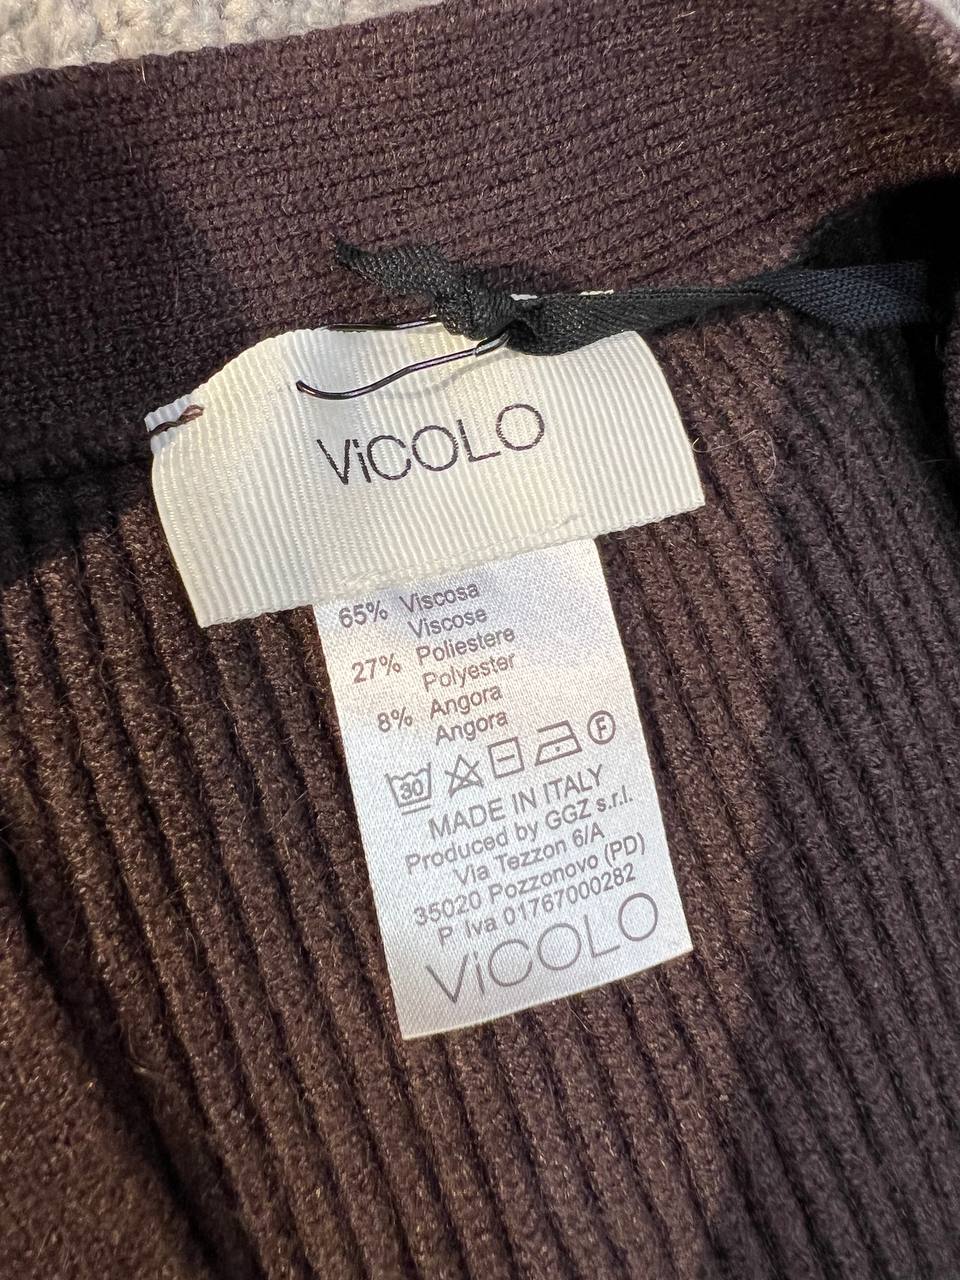 ViCOLO
65% Viscosa
Viscose
27% Poliestere
Polyester
8% Angora
Angora
30 F
MADE IN ITALY
Produced by GGZ s.r.l.
Via Tezzon 6/A
35020 Pozzonovo (PD)
P Iva 01767000282
ViCOLO